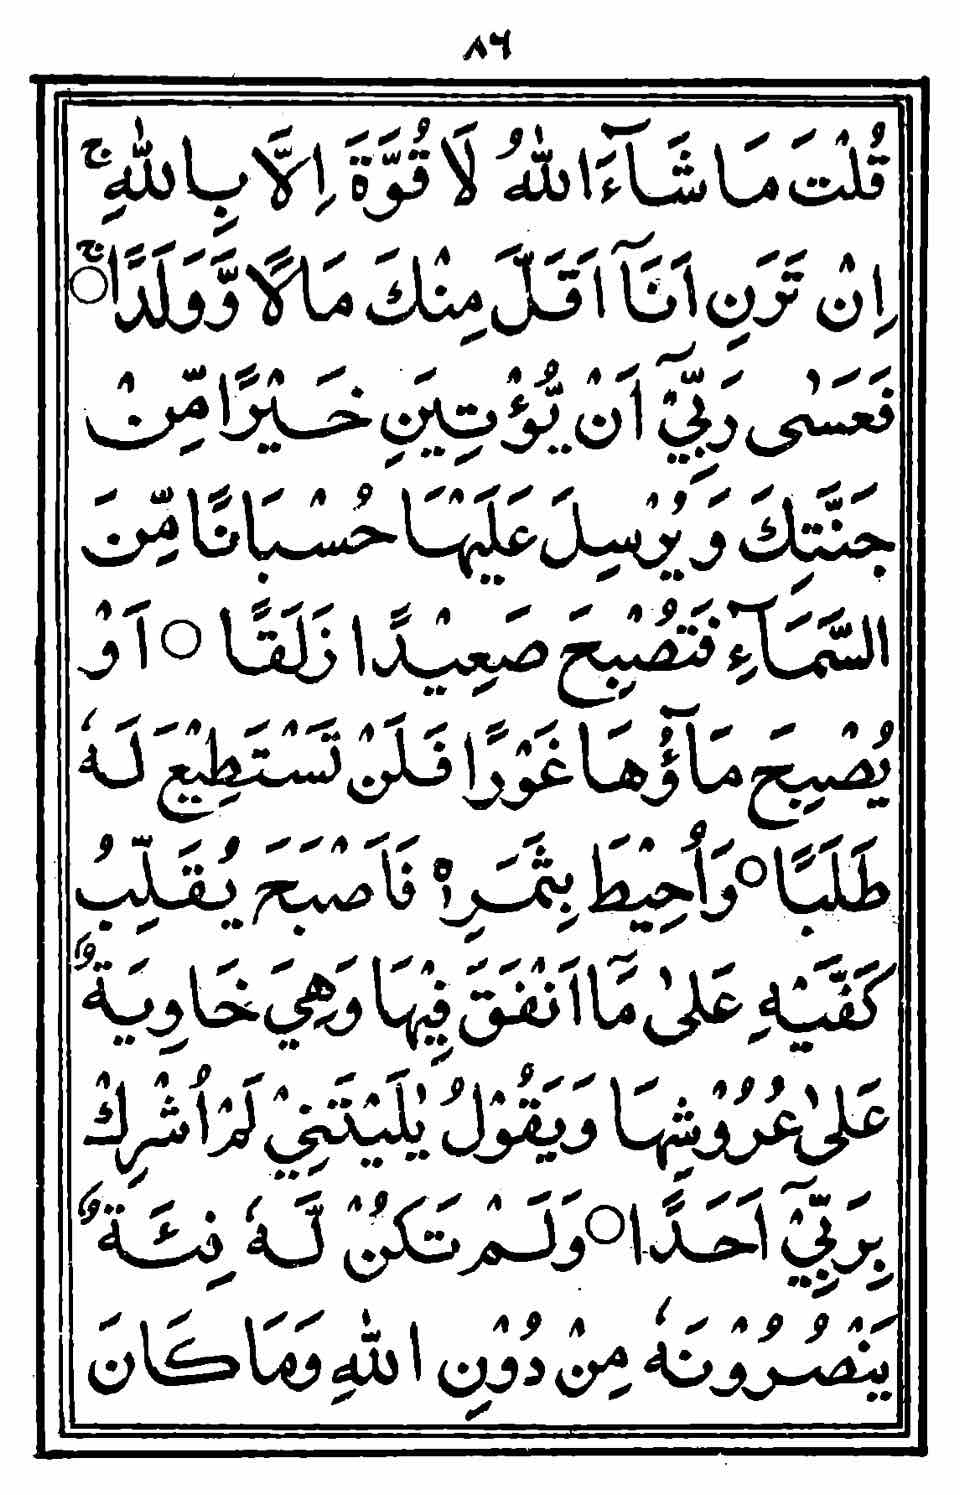 ٨٦
قُلْتَ مَا شَآءَ اللّٰهُ لَا قُوَّةَ اِلَّا بِاللّٰهِ ۚ
اِنْ تَرَنِ اَنَا۠ اَقَلَّ مِنْكَ مَالًا وَّوَلَدًا ۚ○
فَعَسٰى رَبِّيْٓ اَنْ يُّؤْتِيَنِ خَيْرًا مِّنْ
جَنَّتِكَ وَيُرْسِلَ عَلَيْهَا حُسْبَانًا مِّنَ
السَّمَآءِ فَتُصْبِحَ صَعِيْدًا زَلَقًا ○ اَوْ
يُصْبِحَ مَآؤُهَا غَوْرًا فَلَنْ تَسْتَطِيْعَ لَهٗ
طَلَبًا ○ وَاُحِيْطَ بِثَمَرِهٖ فَاَصْبَحَ يُقَلِّبُ
كَفَّيْهِ عَلٰى مَآ اَنْفَقَ فِيْهَا وَهِيَ خَاوِيَةٌ
عَلٰى عُرُوْشِهَا وَيَقُوْلُ يٰلَيْتَنِيْ لَمْ اُشْرِكْ
بِرَبِّيْٓ اَحَدًا ○ وَلَمْ تَكُنْ لَّهٗ فِئَةٌ
يَنْصُرُوْنَهٗ مِنْ دُوْنِ اللّٰهِ وَمَا كَانَ